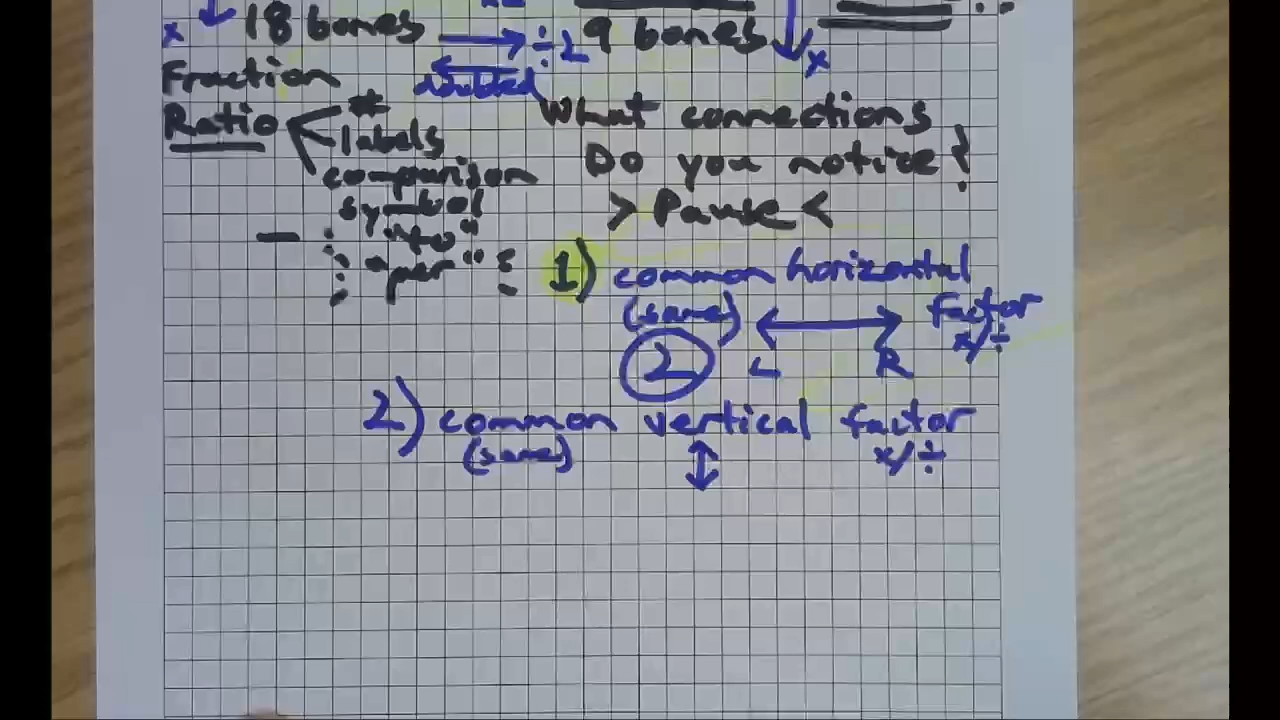 x ↓ 18 bones → ÷2 9 bones ↓ x
← doubled
Fraction
Ratio < #
labels
comparison
symbol
— : "to"
: "per" :
What connections
Do you notice?
> Pause <
1) common horizontal
(same) ↔ factor
x/÷
2 L R
2) common vertical factor
(same) ↕ x/÷